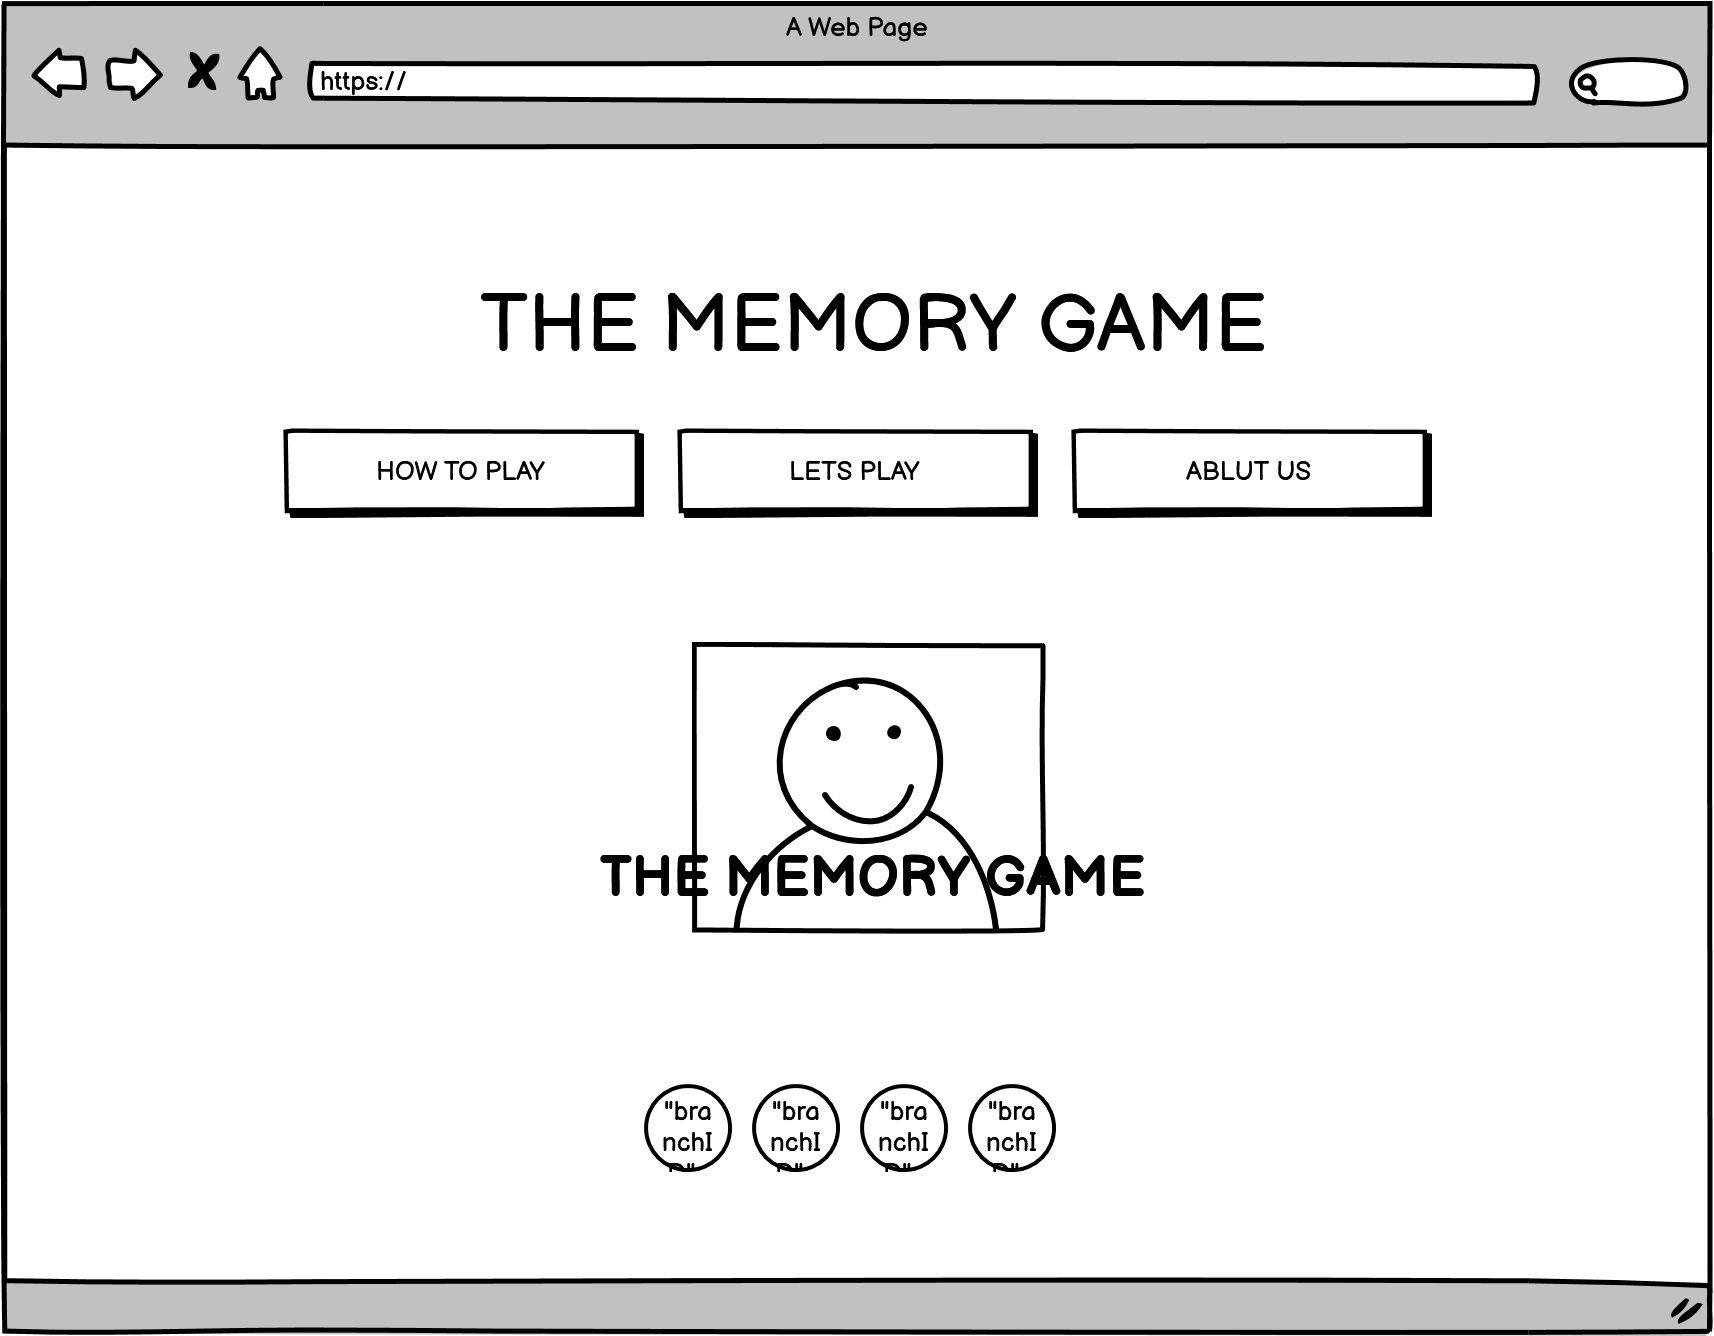 A Web Page
https://
THE MEMORY GAME
HOW TO PLAY
LETS PLAY
ABLUT US
THE MEMORY GAME
"bra
nchI
D"
"bra
nchI
D"
"bra
nchI
D"
"bra
nchI
D"